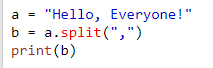 a = "Hello, Everyone!"
b = a.split(",")
print(b)